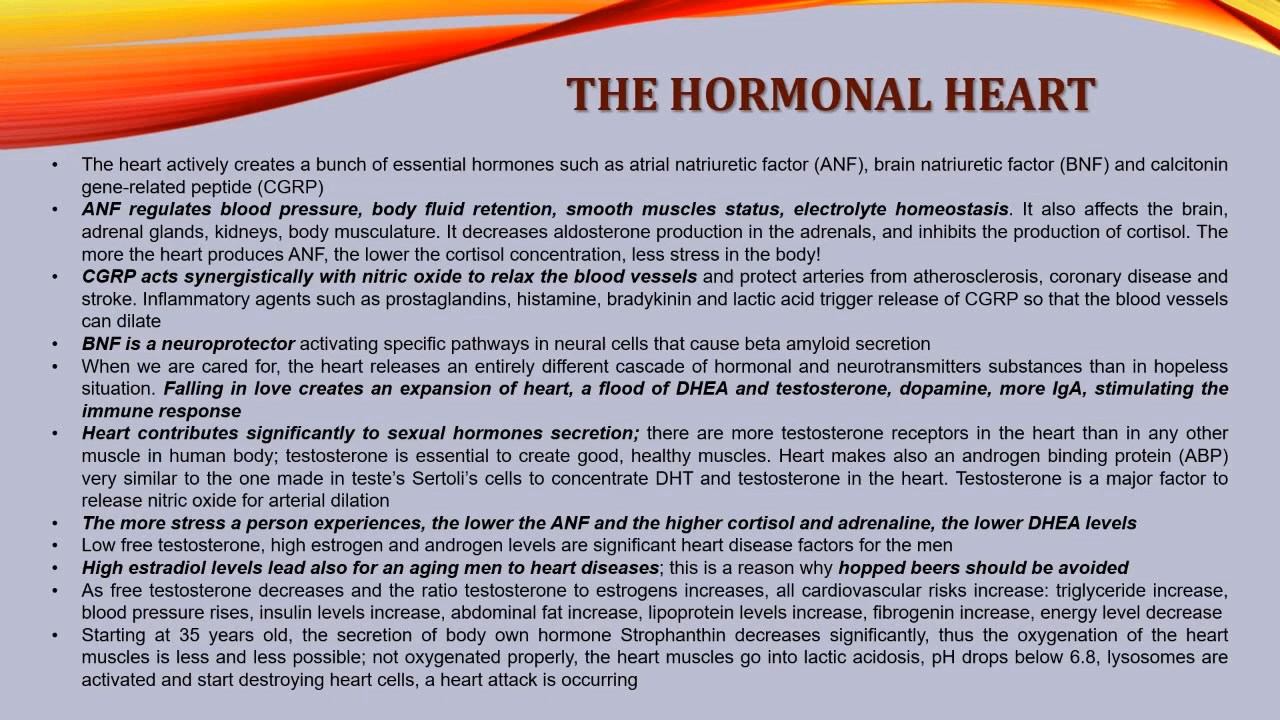 THE HORMONAL HEART
• The heart actively creates a bunch of essential hormones such as atrial natriuretic factor (ANF), brain natriuretic factor (BNF) and calcitonin
gene-related peptide (CGRP)
• ANF regulates blood pressure, body fluid retention, smooth muscles status, electrolyte homeostasis. It also affects the brain,
adrenal glands, kidneys, body musculature. It decreases aldosterone production in the adrenals, and inhibits the production of cortisol. The
more the heart produces ANF, the lower the cortisol concentration, less stress in the body!
• CGRP acts synergistically with nitric oxide to relax the blood vessels and protect arteries from atherosclerosis, coronary disease and
stroke. Inflammatory agents such as prostaglandins, histamine, bradykinin and lactic acid trigger release of CGRP so that the blood vessels
can dilate
• BNF is a neuroprotector activating specific pathways in neural cells that cause beta amyloid secretion
• When we are cared for, the heart releases an entirely different cascade of hormonal and neurotransmitters substances than in hopeless
situation. Falling in love creates an expansion of heart, a flood of DHEA and testosterone, dopamine, more IgA, stimulating the
immune response
• Heart contributes significantly to sexual hormones secretion; there are more testosterone receptors in the heart than in any other
muscle in human body; testosterone is essential to create good, healthy muscles. Heart makes also an androgen binding protein (ABP)
very similar to the one made in teste's Sertoli's cells to concentrate DHT and testosterone in the heart. Testosterone is a major factor to
release nitric oxide for arterial dilation
• The more stress a person experiences, the lower the ANF and the higher cortisol and adrenaline, the lower DHEA levels
• Low free testosterone, high estrogen and androgen levels are significant heart disease factors for the men
• High estradiol levels lead also for an aging men to heart diseases; this is a reason why hopped beers should be avoided
• As free testosterone decreases and the ratio testosterone to estrogens increases, all cardiovascular risks increase: triglyceride increase,
blood pressure rises, insulin levels increase, abdominal fat increase, lipoprotein levels increase, fibrogenin increase, energy level decrease
• Starting at 35 years old, the secretion of body own hormone Strophanthin decreases significantly, thus the oxygenation of the heart
muscles is less and less possible; not oxygenated properly, the heart muscles go into lactic acidosis, pH drops below 6.8, lysosomes are
activated and start destroying heart cells, a heart attack is occurring